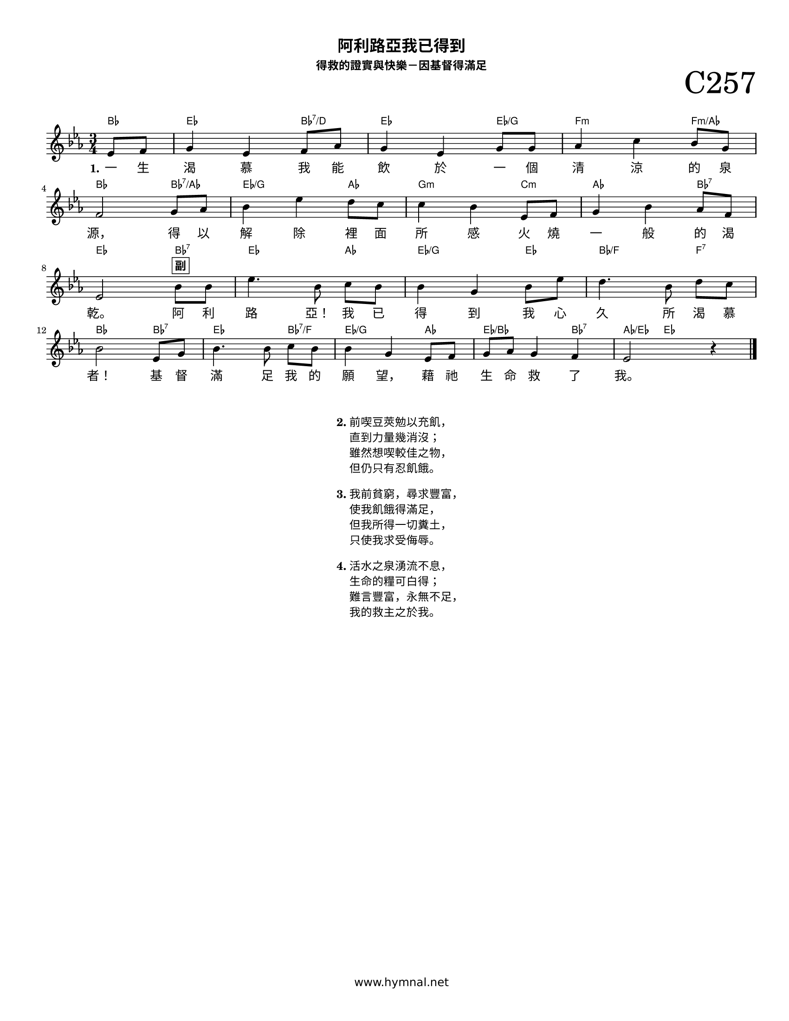 阿利路亞我已得到
得救的證實與快樂－因基督得滿足
C257
B♭ E♭ B♭7/D E♭ E♭/G Fm Fm/A♭
1. 一 生 渴 慕 我 能 飲 於 一 個 清 涼 的 泉
4 B♭ B♭7/A♭ E♭/G A♭ Gm Cm A♭ B♭7
源， 得 以 解 除 裡 面 所 感 火 燒 一 般 的 渴
8 E♭ B♭7 E♭ A♭ E♭/G E♭ B♭/F F7
副
乾。 阿 利 路 亞！ 我 已 得 到 我 心 久 所 渴 慕
12 B♭ B♭7 E♭ B♭7/F E♭/G A♭ E♭/B♭ B♭7 A♭/E♭ E♭
者！ 基 督 滿 足 我 的 願 望， 藉 祂 生 命 救 了 我。
2. 前喫豆莢勉以充飢，
直到力量幾消沒；
雖然想喫較佳之物，
但仍只有忍飢餓。
3. 我前貧窮，尋求豐富，
使我飢餓得滿足，
但我所得一切糞土，
只使我求受侮辱。
4. 活水之泉湧流不息，
生命的糧可白得；
難言豐富，永無不足，
我的救主之於我。
www.hymnal.net